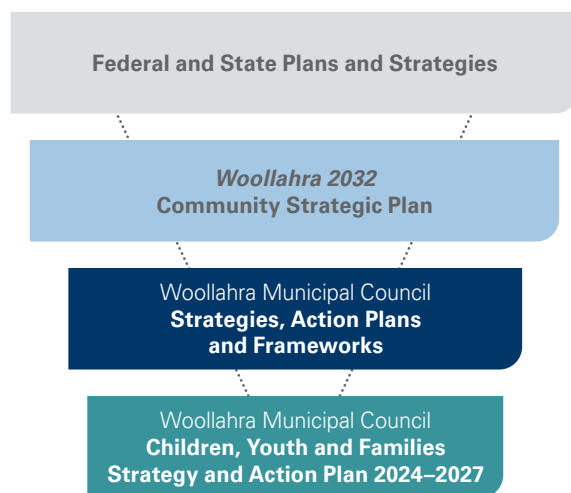 Federal and State Plans and Strategies
Woollahra 2032
Community Strategic Plan
Woollahra Municipal Council
Strategies, Action Plans
and Frameworks
Woollahra Municipal Council
Children, Youth and Families
Strategy and Action Plan 2024–2027